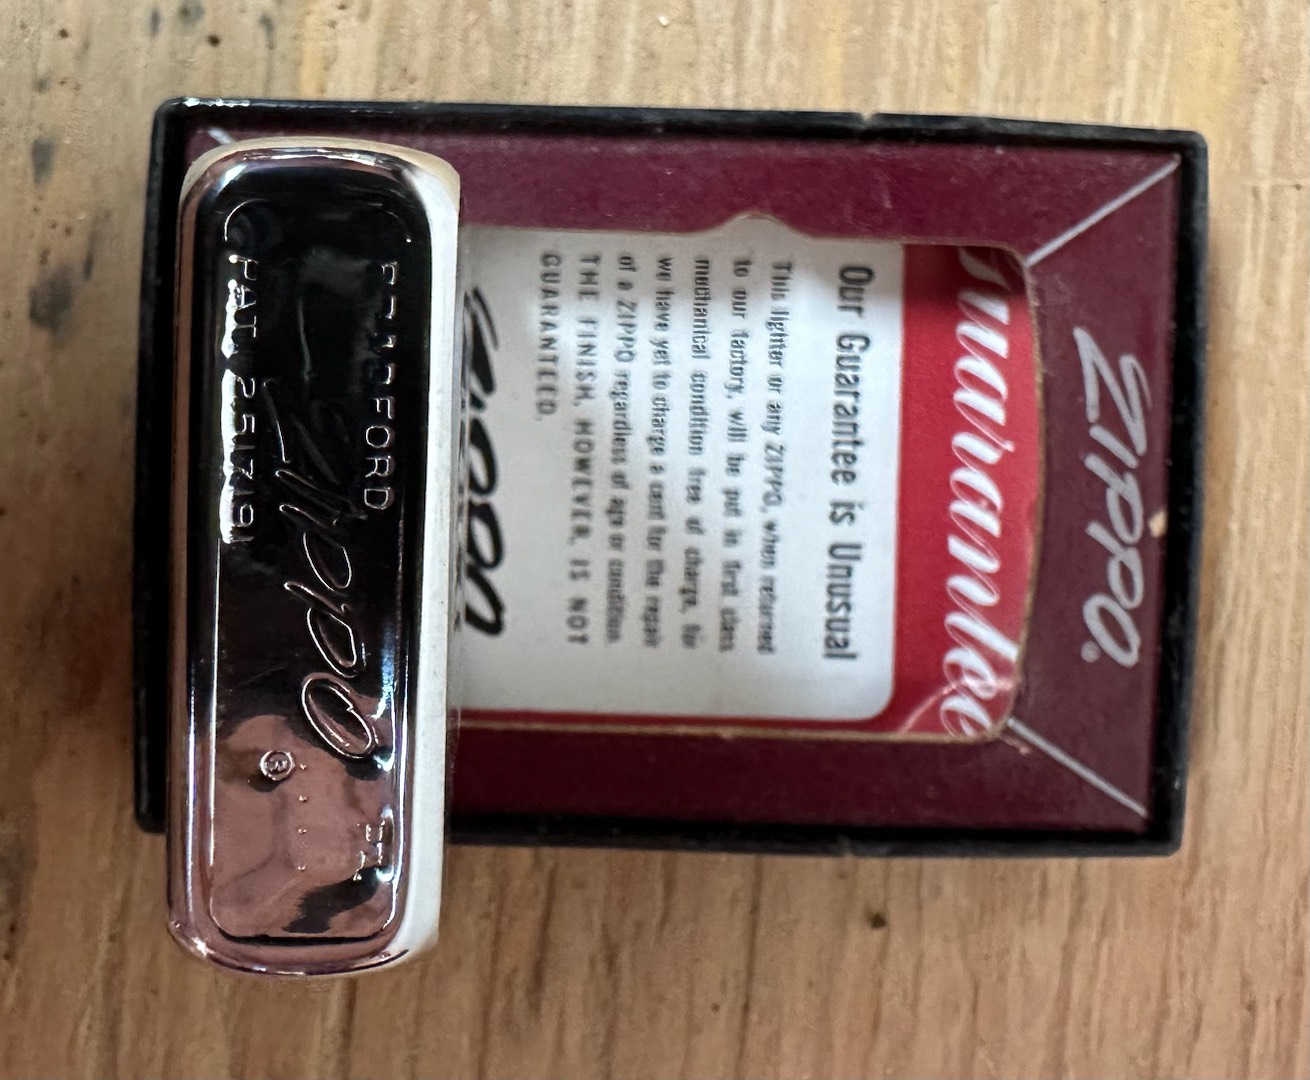 BRADFORD
Zippo
PAT. 2517191
®
Guarantee
Our Guarantee is Unusual
This lighter or any ZIPPO, when returned
to our factory, will be put in first class
mechanical condition free of charge, for
we have yet to charge a cent for the repair
of a ZIPPO regardless of age or condition.
THE FINISH, HOWEVER, IS NOT
GUARANTEED.
ZIPPO